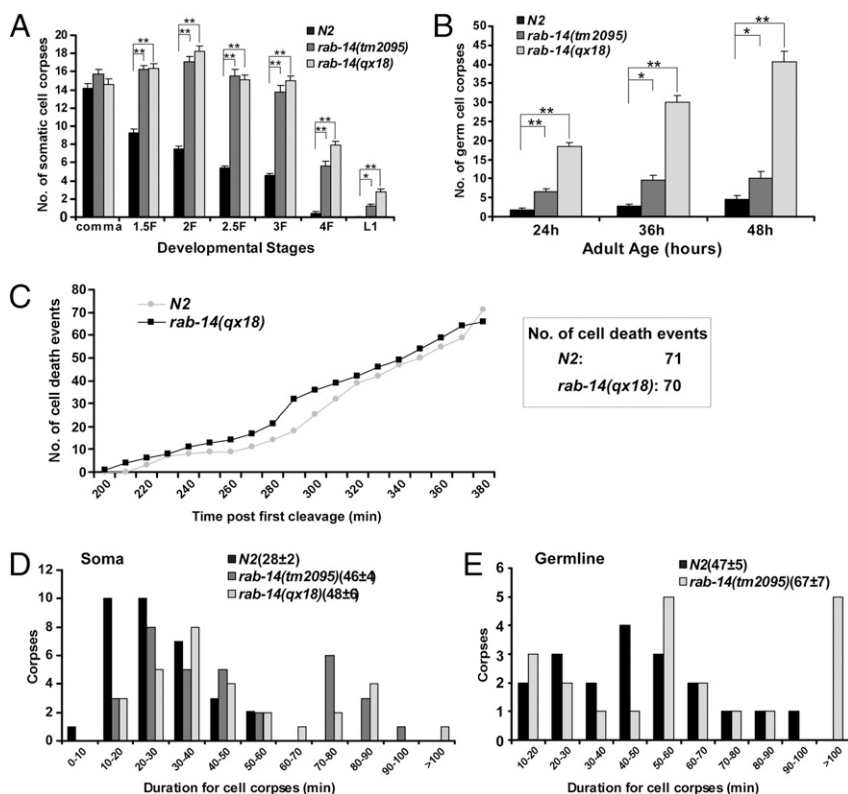 A
No. of somatic cell corpses
22
20
18
16
14
12
10
8
6
4
2
0
N2
rab-14(tm2095)
rab-14(qx18)
**
**
**
**
**
**
**
**
**
**
**
*
comma 1.5F 2F 2.5F 3F 4F L1
Developmental Stages
B
No. of germ cell corpses
50
45
40
35
30
25
20
15
10
5
0
N2
rab-14(tm2095)
rab-14(qx18)
**
**
**
*
**
*
24h 36h 48h
Adult Age (hours)
C
No. of cell death events
80
70
60
50
40
30
20
10
0
N2
rab-14(qx18)
200 220 240 260 280 300 320 340 360 380
Time post first cleavage (min)
No. of cell death events
N2: 71
rab-14(qx18): 70
D Soma
Corpses
12
10
8
6
4
2
0
N2(28±2)
rab-14(tm2095)(46±4)
rab-14(qx18)(48±6)
0-10 10-20 20-30 30-40 40-50 50-60 60-70 70-80 80-90 90-100 >100
Duration for cell corpses (min)
E Germline
Corpses
6
5
4
3
2
1
0
N2(47±5)
rab-14(tm2095)(67±7)
10-20 20-30 30-40 40-50 50-60 60-70 70-80 80-90 90-100 >100
Duration for cell corpses (min)